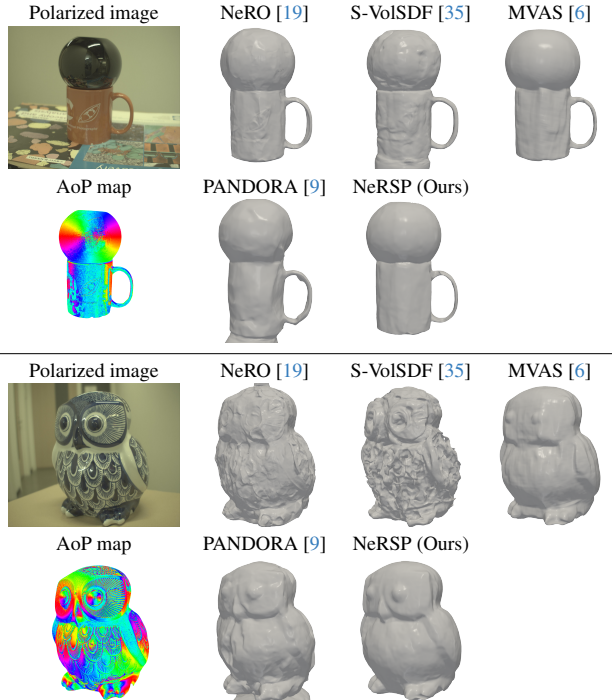 Polarized image NeRO [19] S-VolSDF [35] MVAS [6]
AoP map PANDORA [9] NeRSP (Ours)
Polarized image NeRO [19] S-VolSDF [35] MVAS [6]
AoP map PANDORA [9] NeRSP (Ours)